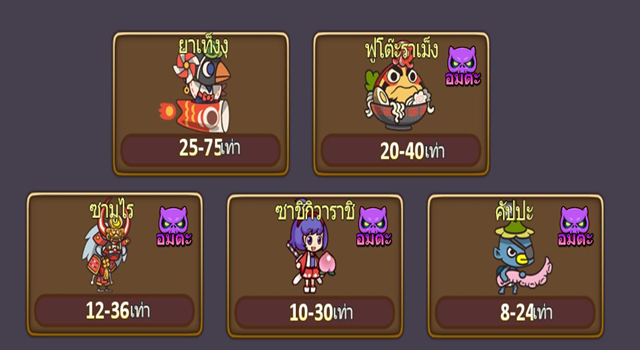 ยาเท็งงุ
25-75เท่า
ฟูโต๊ะราเม็ง
อมตะ
20-40เท่า
ซามูไร
อมตะ
12-36เท่า
ซาชิกิวาราชิ
อมตะ
10-30เท่า
คัปปะ
อมตะ
8-24เท่า